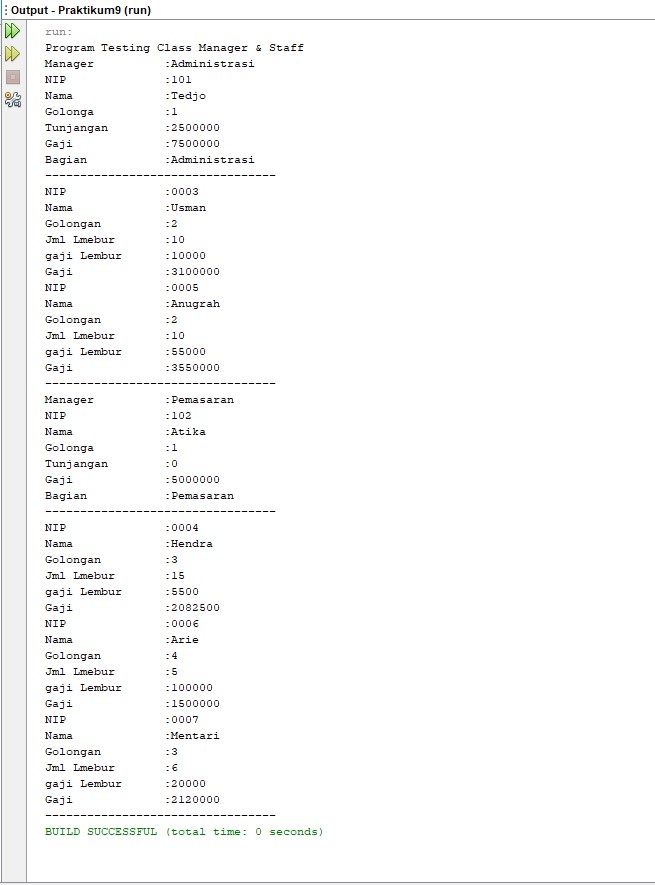 Output - Praktikum9 (run)
run:
Program Testing Class Manager & Staff
Manager :Administrasi
NIP :101
Nama :Tedjo
Golonga :1
Tunjangan :2500000
Gaji :7500000
Bagian :Administrasi
---------------------------------
NIP :0003
Nama :Usman
Golongan :2
Jml Lmebur :10
gaji Lembur :10000
Gaji :3100000
NIP :0005
Nama :Anugrah
Golongan :2
Jml Lmebur :10
gaji Lembur :55000
Gaji :3550000
---------------------------------
Manager :Pemasaran
NIP :102
Nama :Atika
Golonga :1
Tunjangan :0
Gaji :5000000
Bagian :Pemasaran
---------------------------------
NIP :0004
Nama :Hendra
Golongan :3
Jml Lmebur :15
gaji Lembur :5500
Gaji :2082500
NIP :0006
Nama :Arie
Golongan :4
Jml Lmebur :5
gaji Lembur :100000
Gaji :1500000
NIP :0007
Nama :Mentari
Golongan :3
Jml Lmebur :6
gaji Lembur :20000
Gaji :2120000
---------------------------------
BUILD SUCCESSFUL (total time: 0 seconds)